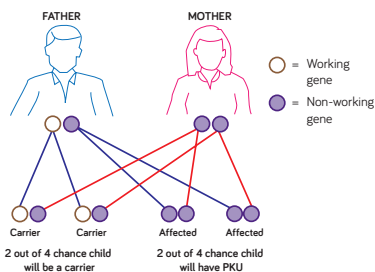 FATHER
MOTHER
= Working
gene
= Non-working
gene
Carrier
Carrier
Affected
Affected
2 out of 4 chance child
will be a carrier
2 out of 4 chance child
will have PKU